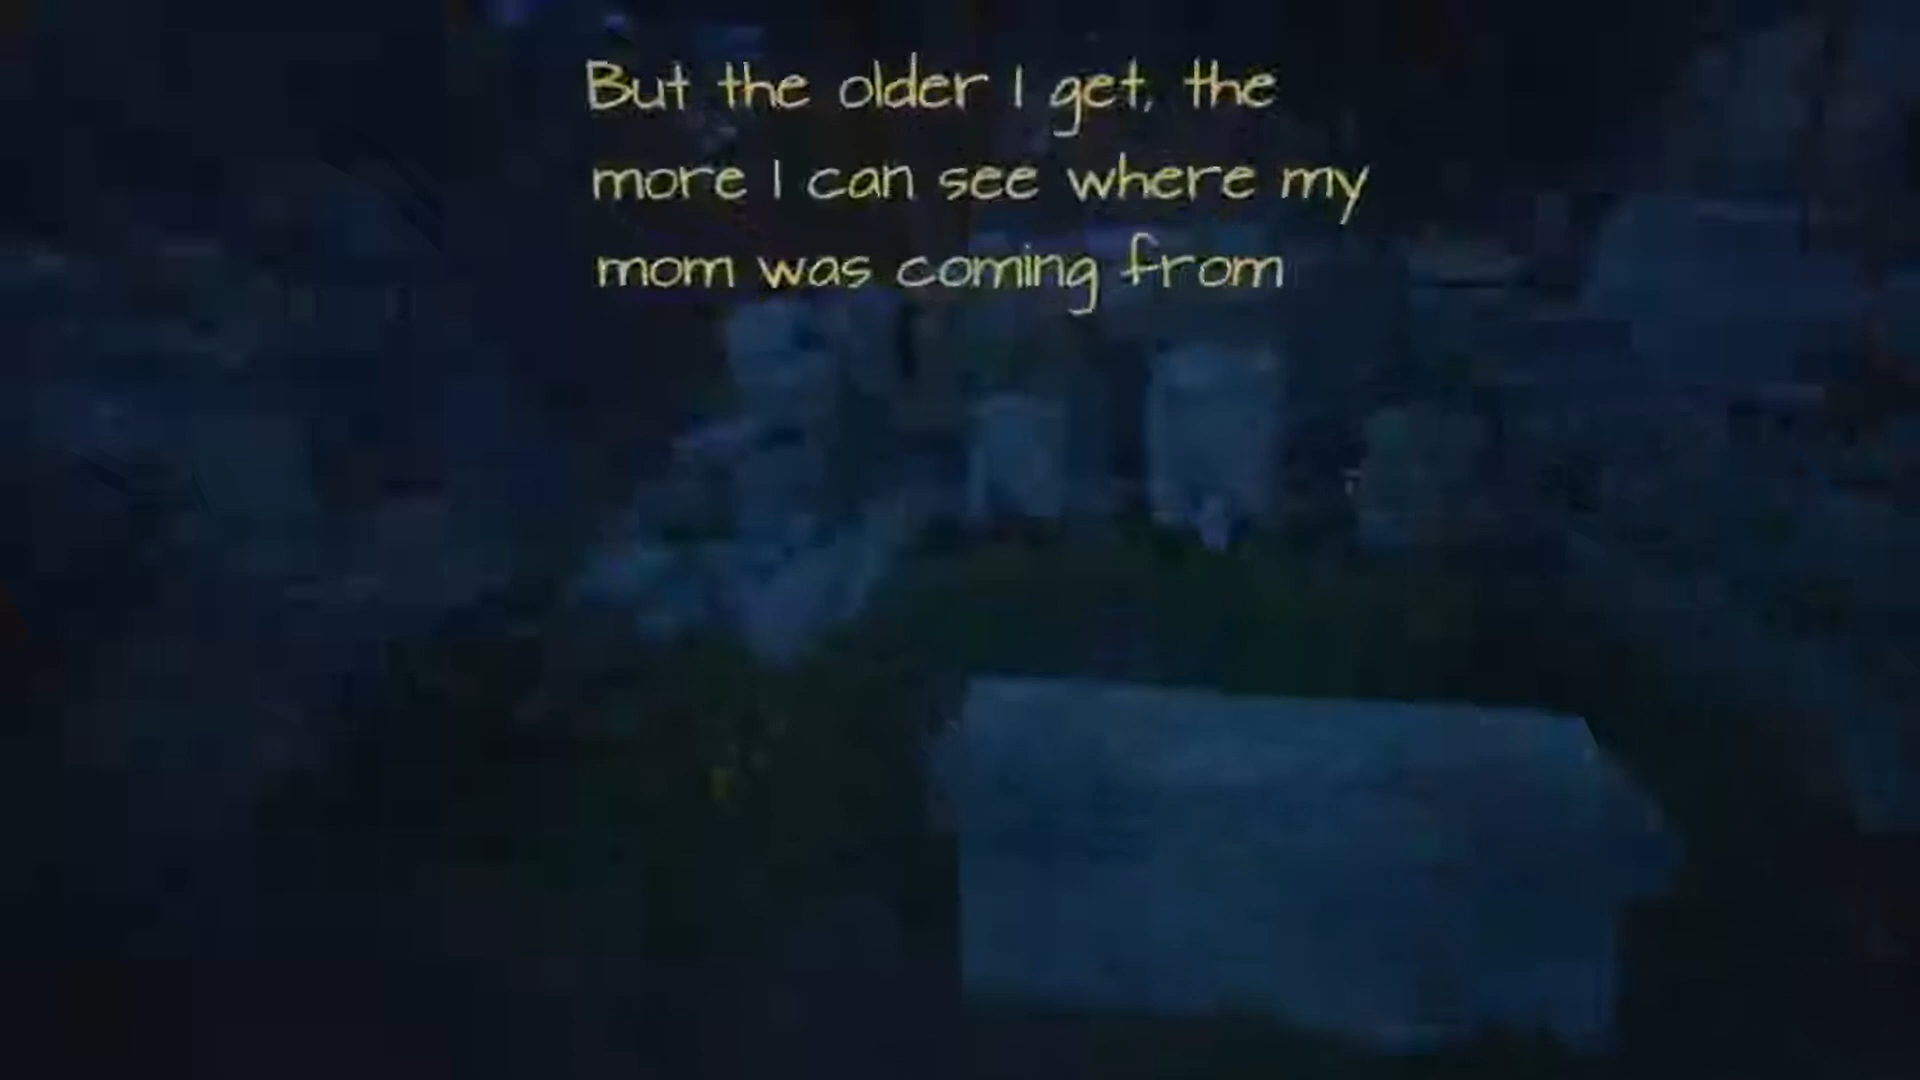 But the older I get, the
more I can see where my
mom was coming from